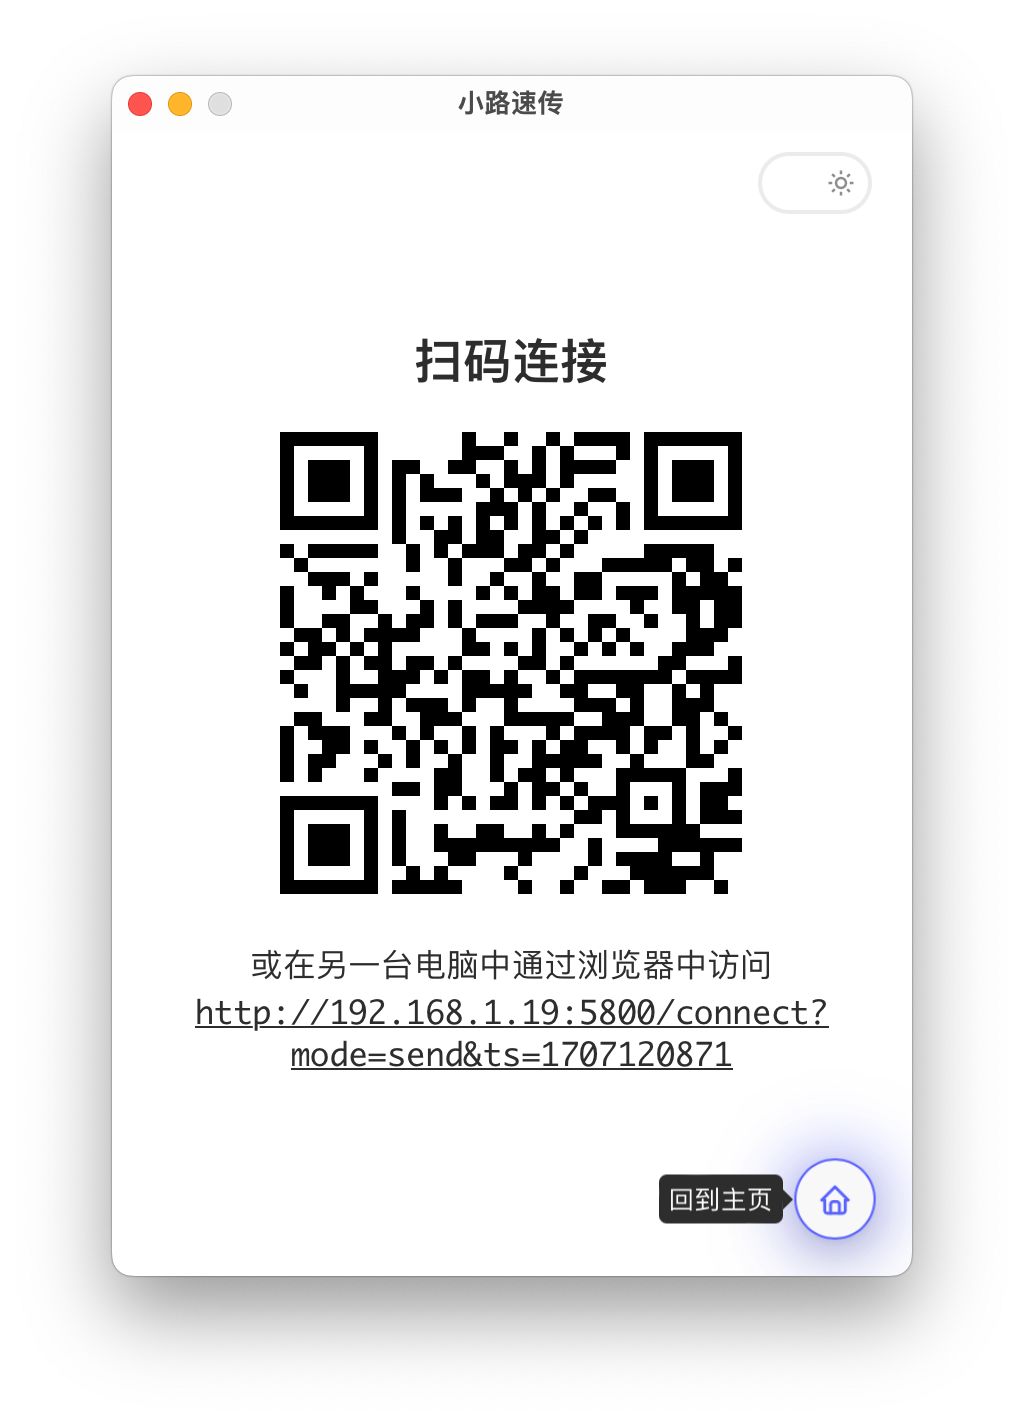 小路速传
扫码连接
或在另一台电脑中通过浏览器中访问
http://192.168.1.19:5800/connect?
mode=send&ts=1707120871
回到主页